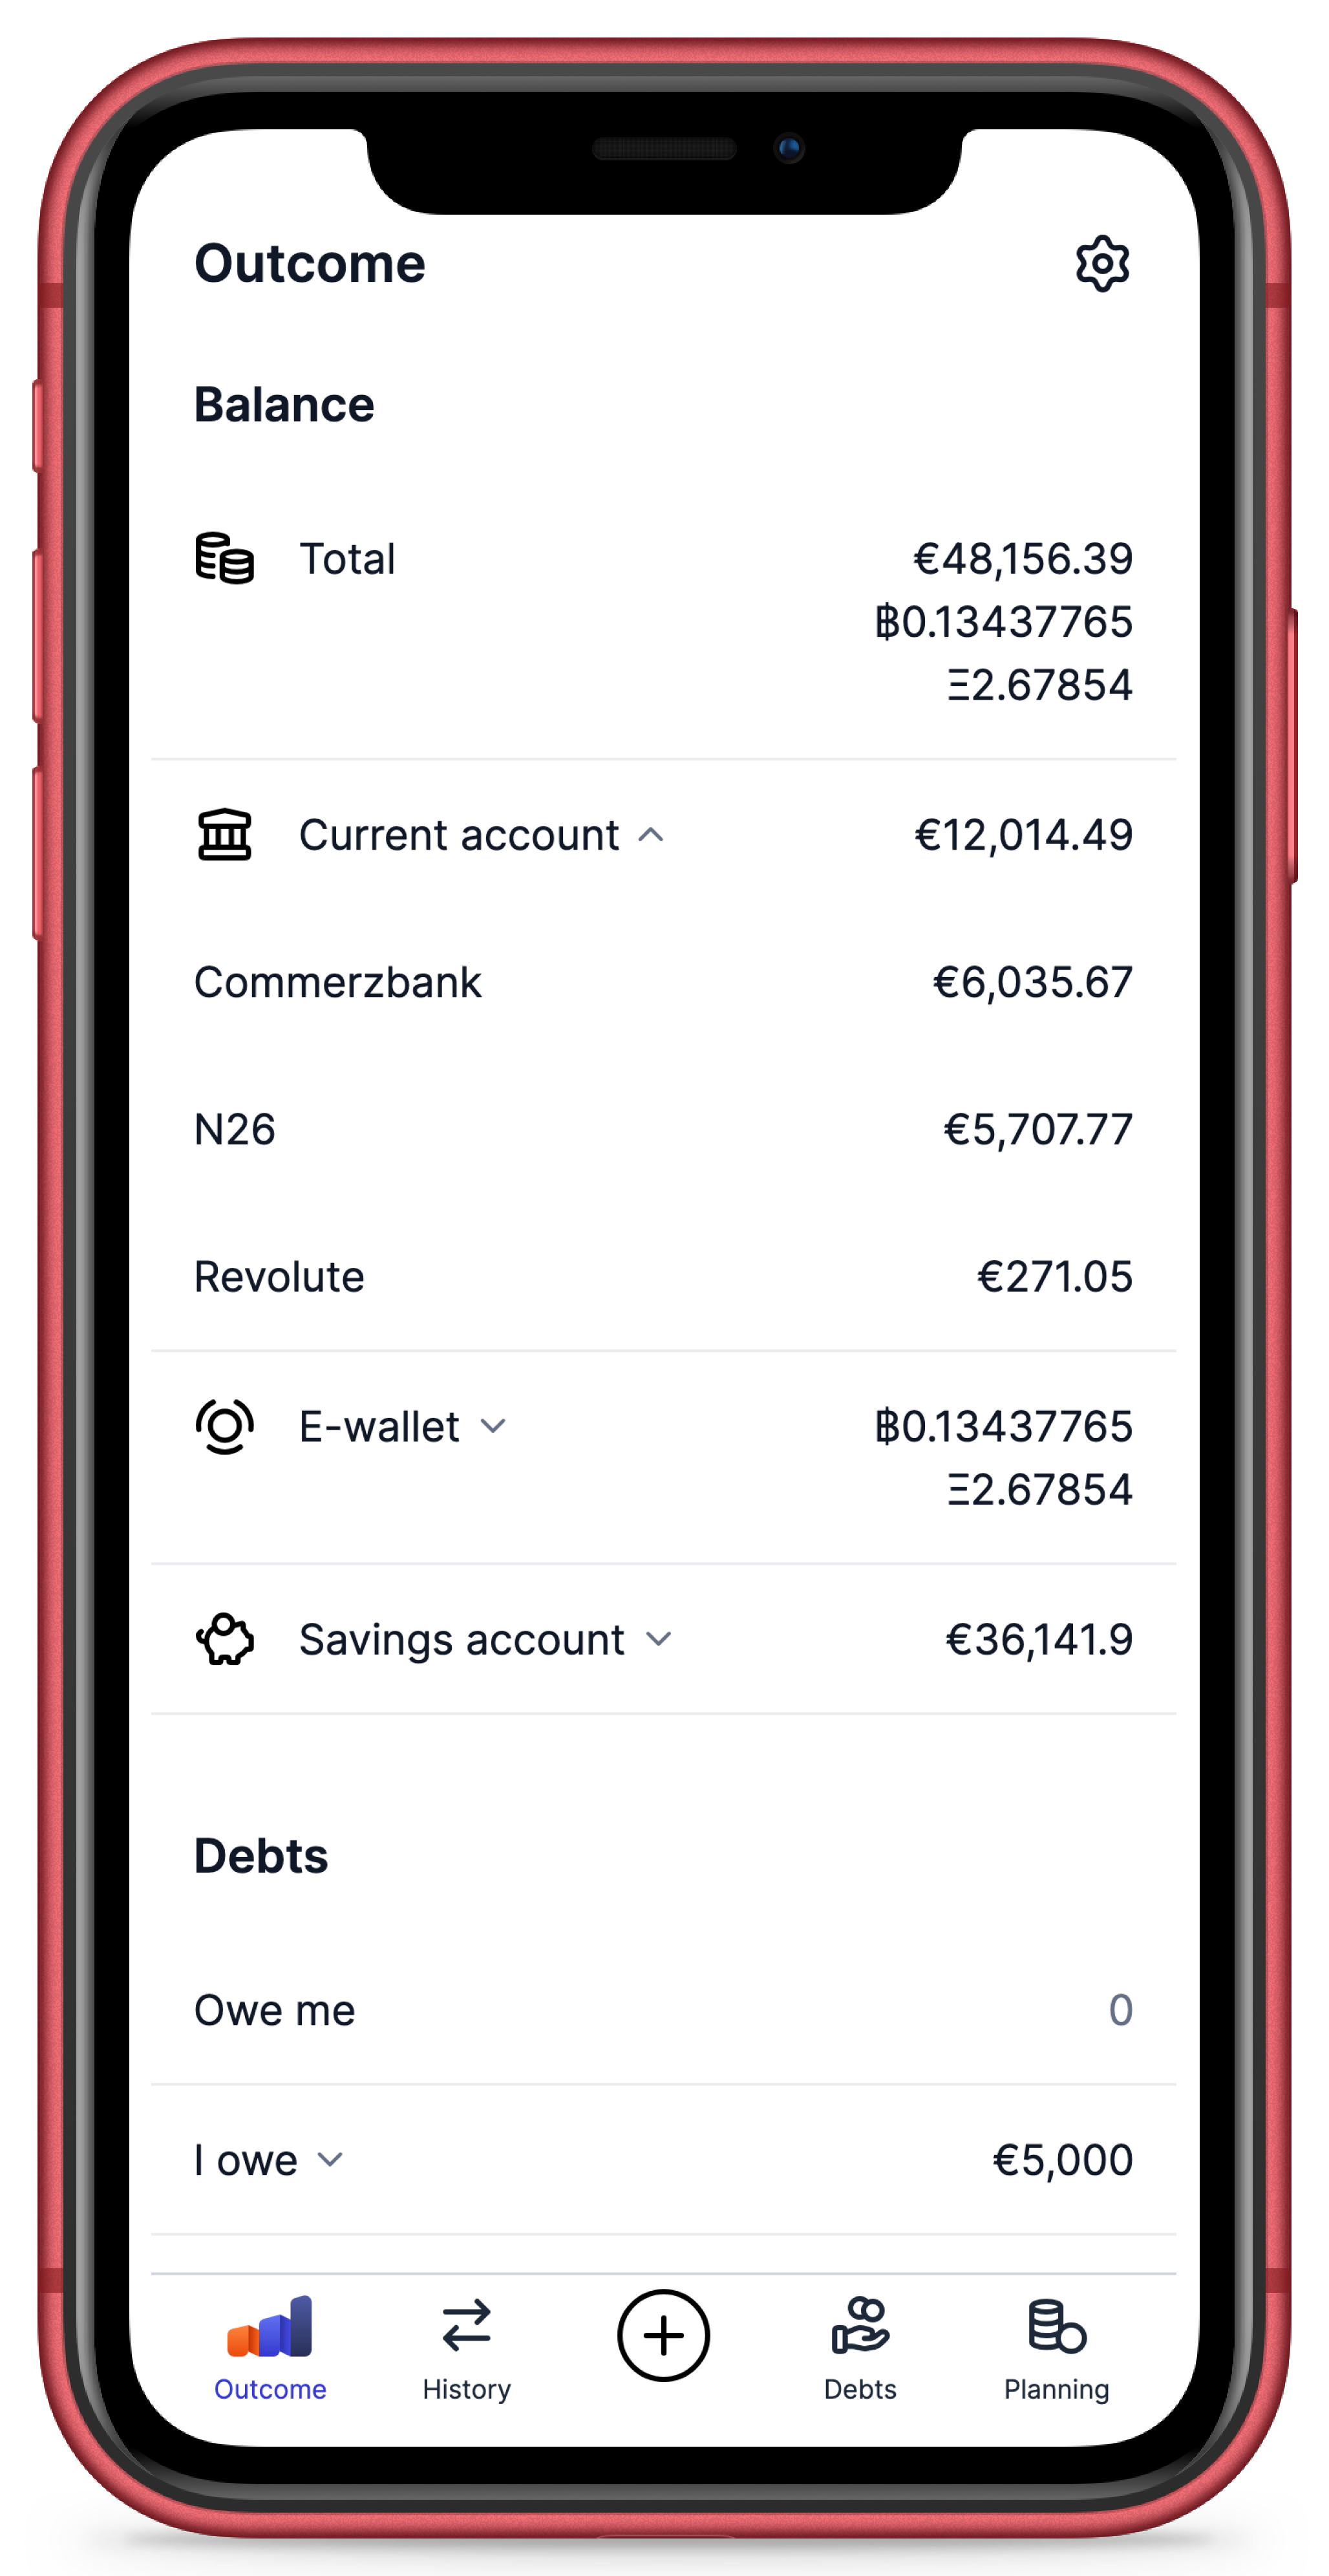 Outcome
Balance
Total €48,156.39
฿0.13437765
Ξ2.67854
Current account €12,014.49
Commerzbank €6,035.67
N26 €5,707.77
Revolute €271.05
E-wallet ฿0.13437765
Ξ2.67854
Savings account €36,141.9
Debts
Owe me 0
I owe €5,000
Outcome History Debts Planning